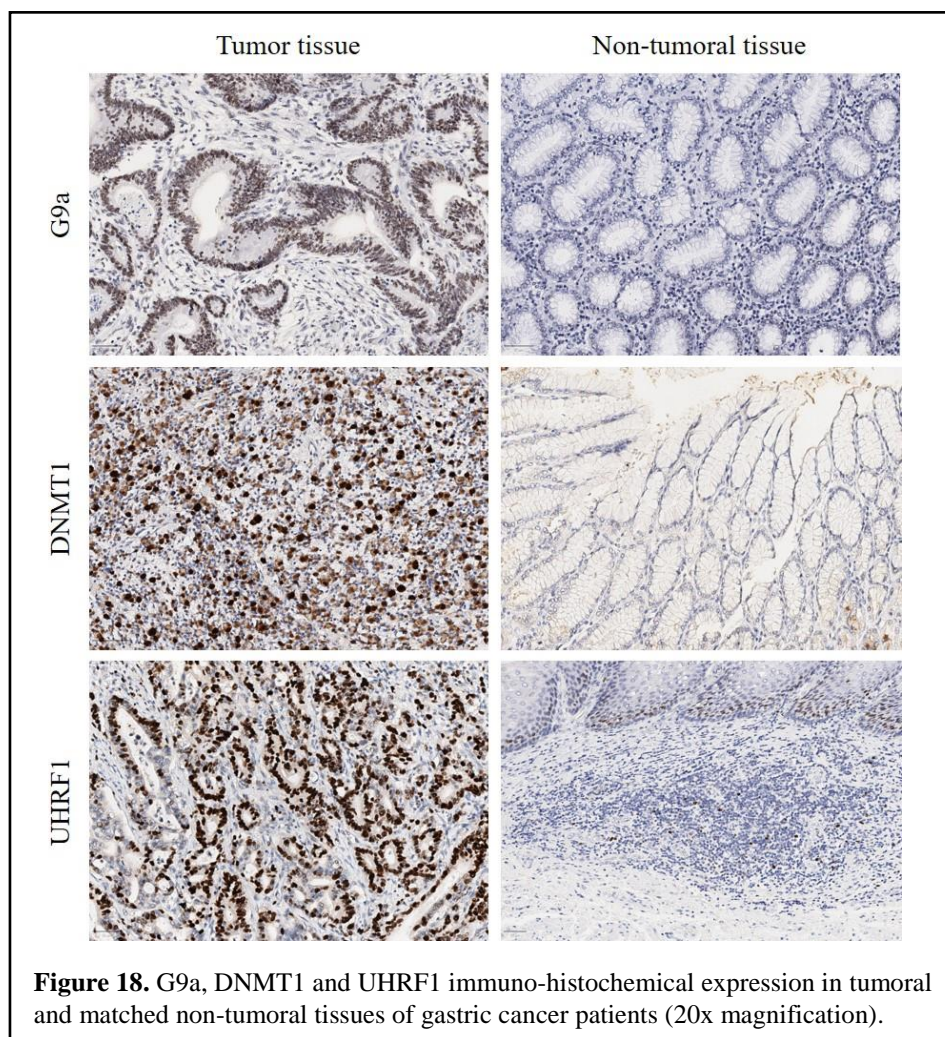 Tumor tissue
Non-tumoral tissue
G9a
DNMT1
UHRF1
Figure 18. G9a, DNMT1 and UHRF1 immuno-histochemical expression in tumoral
and matched non-tumoral tissues of gastric cancer patients (20x magnification).